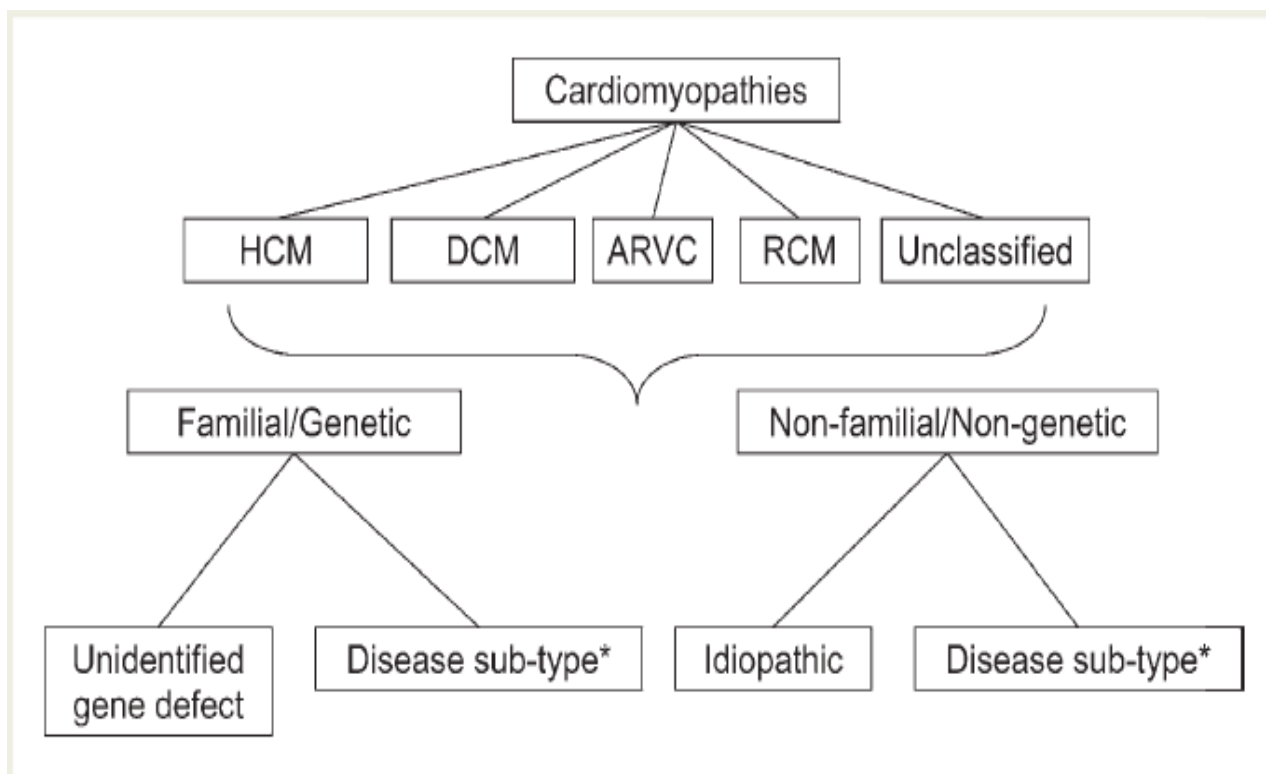 Cardiomyopathies
HCM
DCM
ARVC
RCM
Unclassified
Familial/Genetic
Non-familial/Non-genetic
Unidentified
gene defect
Disease sub-type*
Idiopathic
Disease sub-type*